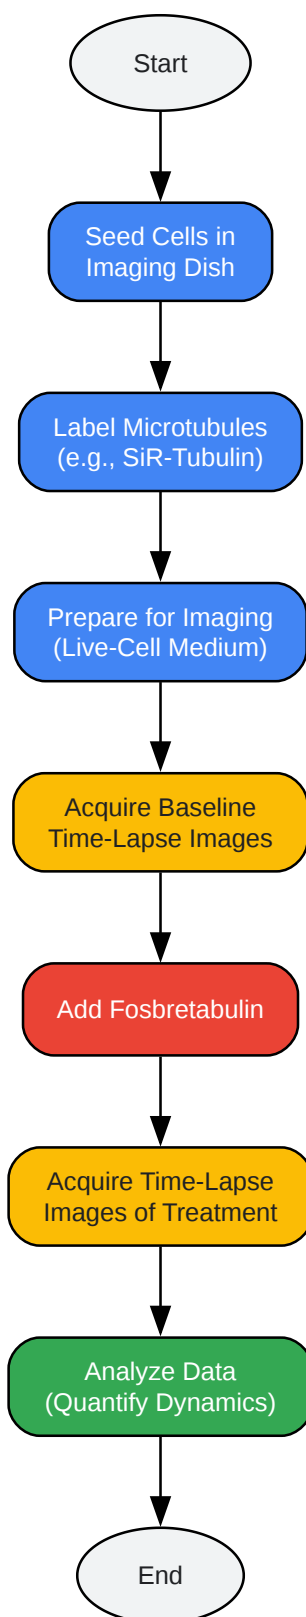 Start
Seed Cells in
Imaging Dish
Label Microtubules
(e.g., SiR-Tubulin)
Prepare for Imaging
(Live-Cell Medium)
Acquire Baseline
Time-Lapse Images
Add Fosbretabulin
Acquire Time-Lapse
Images of Treatment
Analyze Data
(Quantify Dynamics)
End